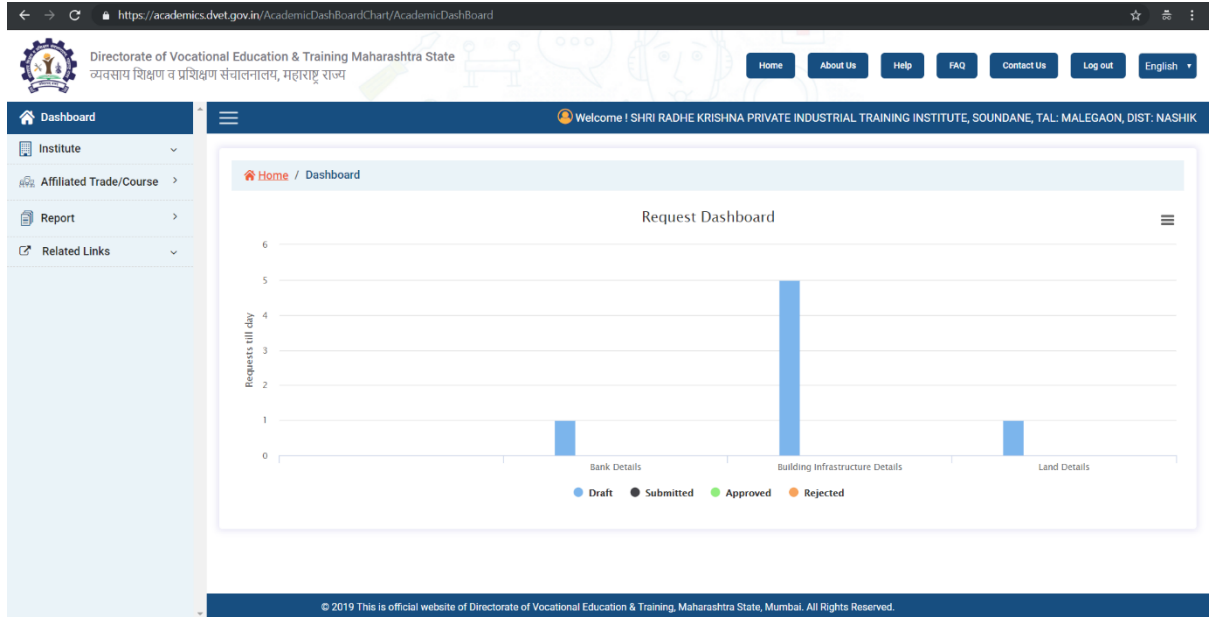 https://academics.dvet.gov.in/AcademicDashBoardChart/AcademicDashBoard
Directorate of Vocational Education & Training Maharashtra State
व्यवसाय शिक्षण व प्रशिक्षण संचालनालय, महाराष्ट्र राज्य
Home About Us Help FAQ Contact Us Log out English
Dashboard
Welcome ! SHRI RADHE KRISHNA PRIVATE INDUSTRIAL TRAINING INSTITUTE, SOUNDANE, TAL: MALEGAON, DIST: NASHIK
Institute
Affiliated Trade/Course
Report
Related Links
Home / Dashboard
Request Dashboard
Requests till day
6
5
4
3
2
1
0
Bank Details Building Infrastructure Details Land Details
Draft Submitted Approved Rejected
© 2019 This is official website of Directorate of Vocational Education & Training, Maharashtra State, Mumbai. All Rights Reserved.